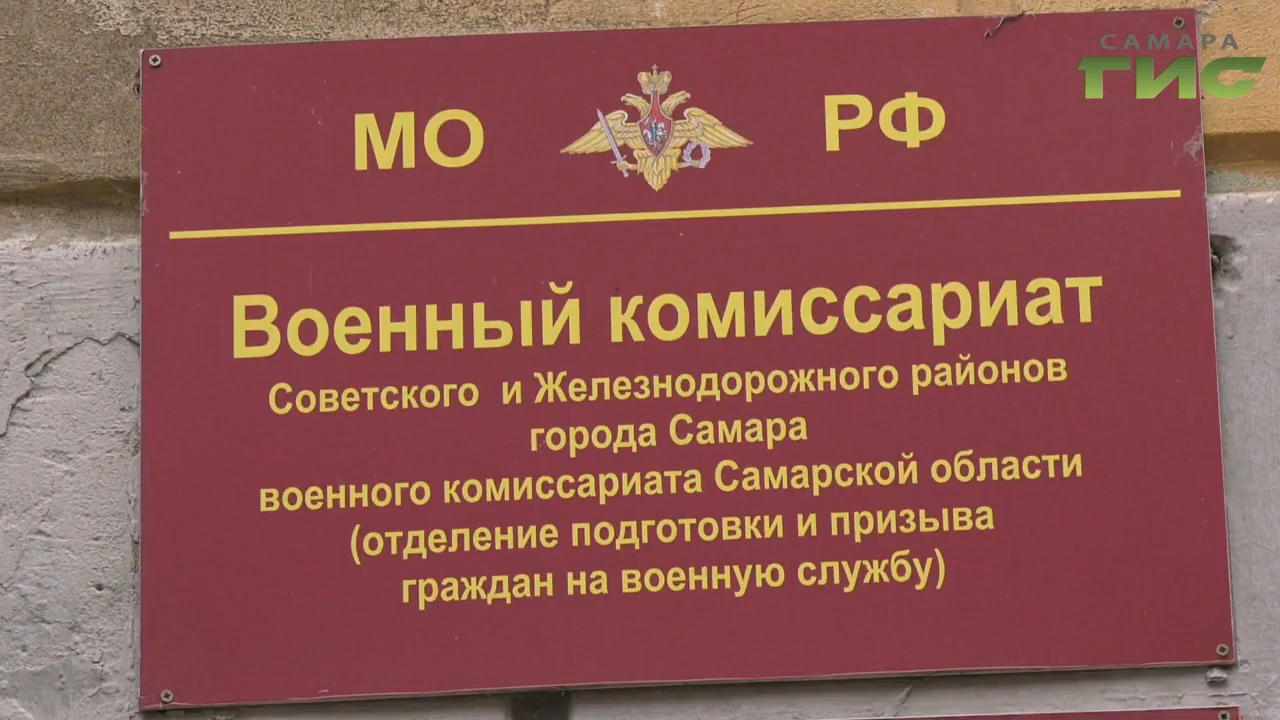 САМАРА
ГИС
МО РФ
Военный комиссариат
Советского и Железнодорожного районов
города Самара
военного комиссариата Самарской области
(отделение подготовки и призыва
граждан на военную службу)